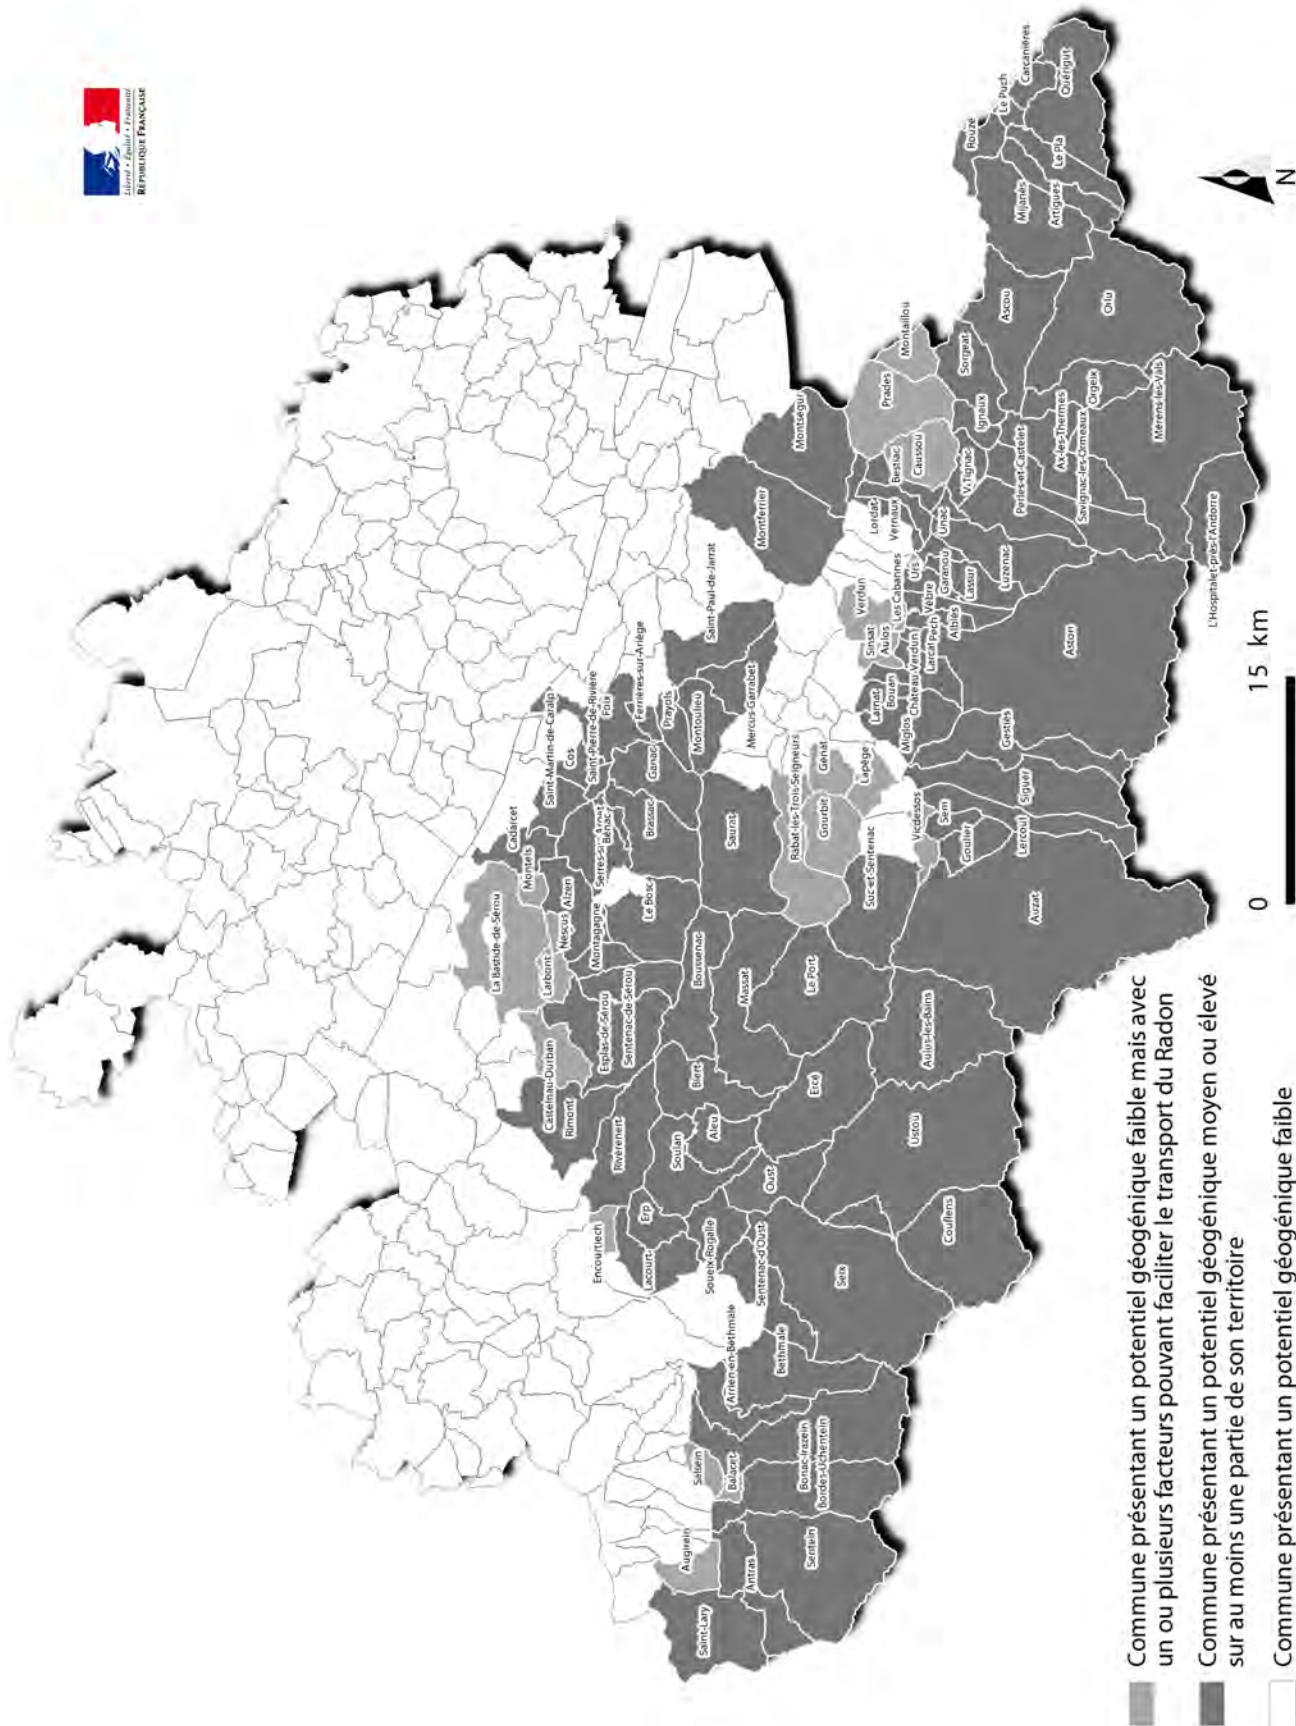 Liberté • Égalité • Fraternité
RÉPUBLIQUE FRANÇAISE
Carcanières
Le Puch
Quérigut
Rouze
Le Pla
Mijanès
Artigues
Ascou
Orlu
Montaillou
Sorgeat
Prades
Orgeix
Mérens-les-Vals
Ignaux
Montségur
Ax-les-Thermes
Savignac-les-Ormeaux
Caussou
Bestiac
V. Tignac
Perles-et-Castelet
L'Hospitalet-près-l'Andorre
Montferrier
Lordat
Vernaux
Unac
Urs
Garanou
Luzenac
Lassur
Verdun
Les Cabannes
Vèbre
Albiès
Saint-Paul-de-Jarrat
Sinsat
Aulos
Pech
Larcat
Château-Verdun
Aston
Bouan
Larnat
Miglos
Gestiès
Ferrières-sur-Ariège
Prayols
Montoulieu
Mercus-Garrabet
Foix
Saint-Pierre-de-Rivière
Cos
Saint-Martin-de-Caralp
Ganac
Génat
Lapège
Siguer
Rabat-les-Trois-Seigneurs
Gourbit
Vicdessos
Sem
Goulier
Lercoul
Cadarcet
Bénac
Brassac
Saurat
Montels
Alzen
Le Bosc
Suc-et-Sentenac
Auzat
Nescus
Montagagne
La Bastide-de-Sérou
Larbont
Boussenac
Massat
Le Port
Aulus-les-Bains
Esplas-de-Sérou
Sentenac-de-Sérou
Castelnau-Durban
Rimont
Biert
Ercé
Rivèrenert
Soulan
Aleu
Ustou
Oust
Erp
Encourtiech
Lacourt
Soueix-Rogalle
Sentenac-d'Oust
Couflens
Seix
Arrien-en-Bethmale
Bethmale
Salsein
Balacet
Bonac-Irazein
Bordes-Uchentein
Augirein
Antras
Sentein
Saint-Lary
N
0 15 km
Commune présentant un potentiel géogénique faible mais avec
un ou plusieurs facteurs pouvant faciliter le transport du Radon
Commune présentant un potentiel géogénique moyen ou élevé
sur au moins une partie de son territoire
Commune présentant un potentiel géogénique faible